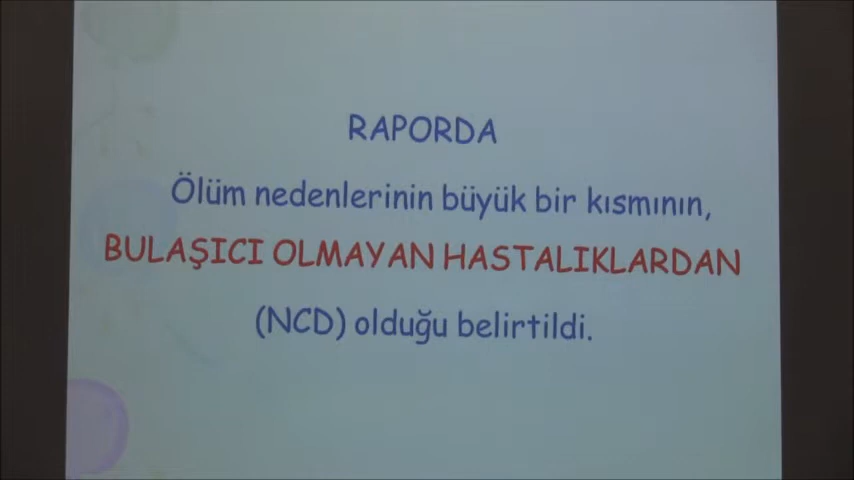 RAPORDA
Ölüm nedenlerinin büyük bir kısmının,
BULAŞICI OLMAYAN HASTALIKLARDAN
(NCD) olduğu belirtildi.